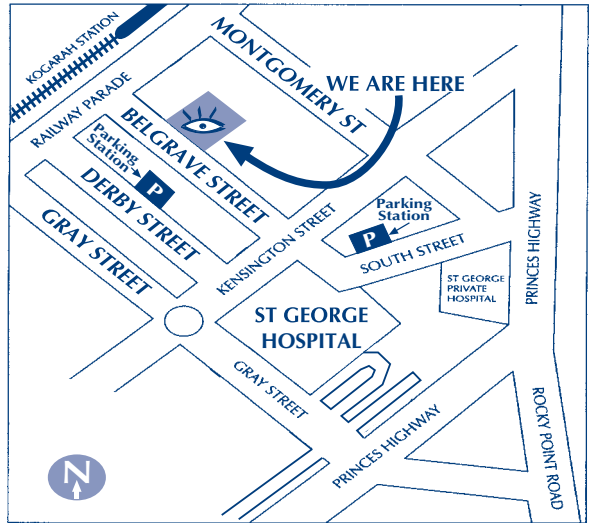 KOGARAH STATION
MONTGOMERY ST
WE ARE HERE
RAILWAY PARADE
BELGRAVE STREET
Parking
Station
P
DERBY STREET
GRAY STREET
KENSINGTON STREET
Parking
Station
P
SOUTH STREET
PRINCES HIGHWAY
ST GEORGE
PRIVATE
HOSPITAL
ST GEORGE
HOSPITAL
GRAY STREET
PRINCES HIGHWAY
ROCKY POINT ROAD
N